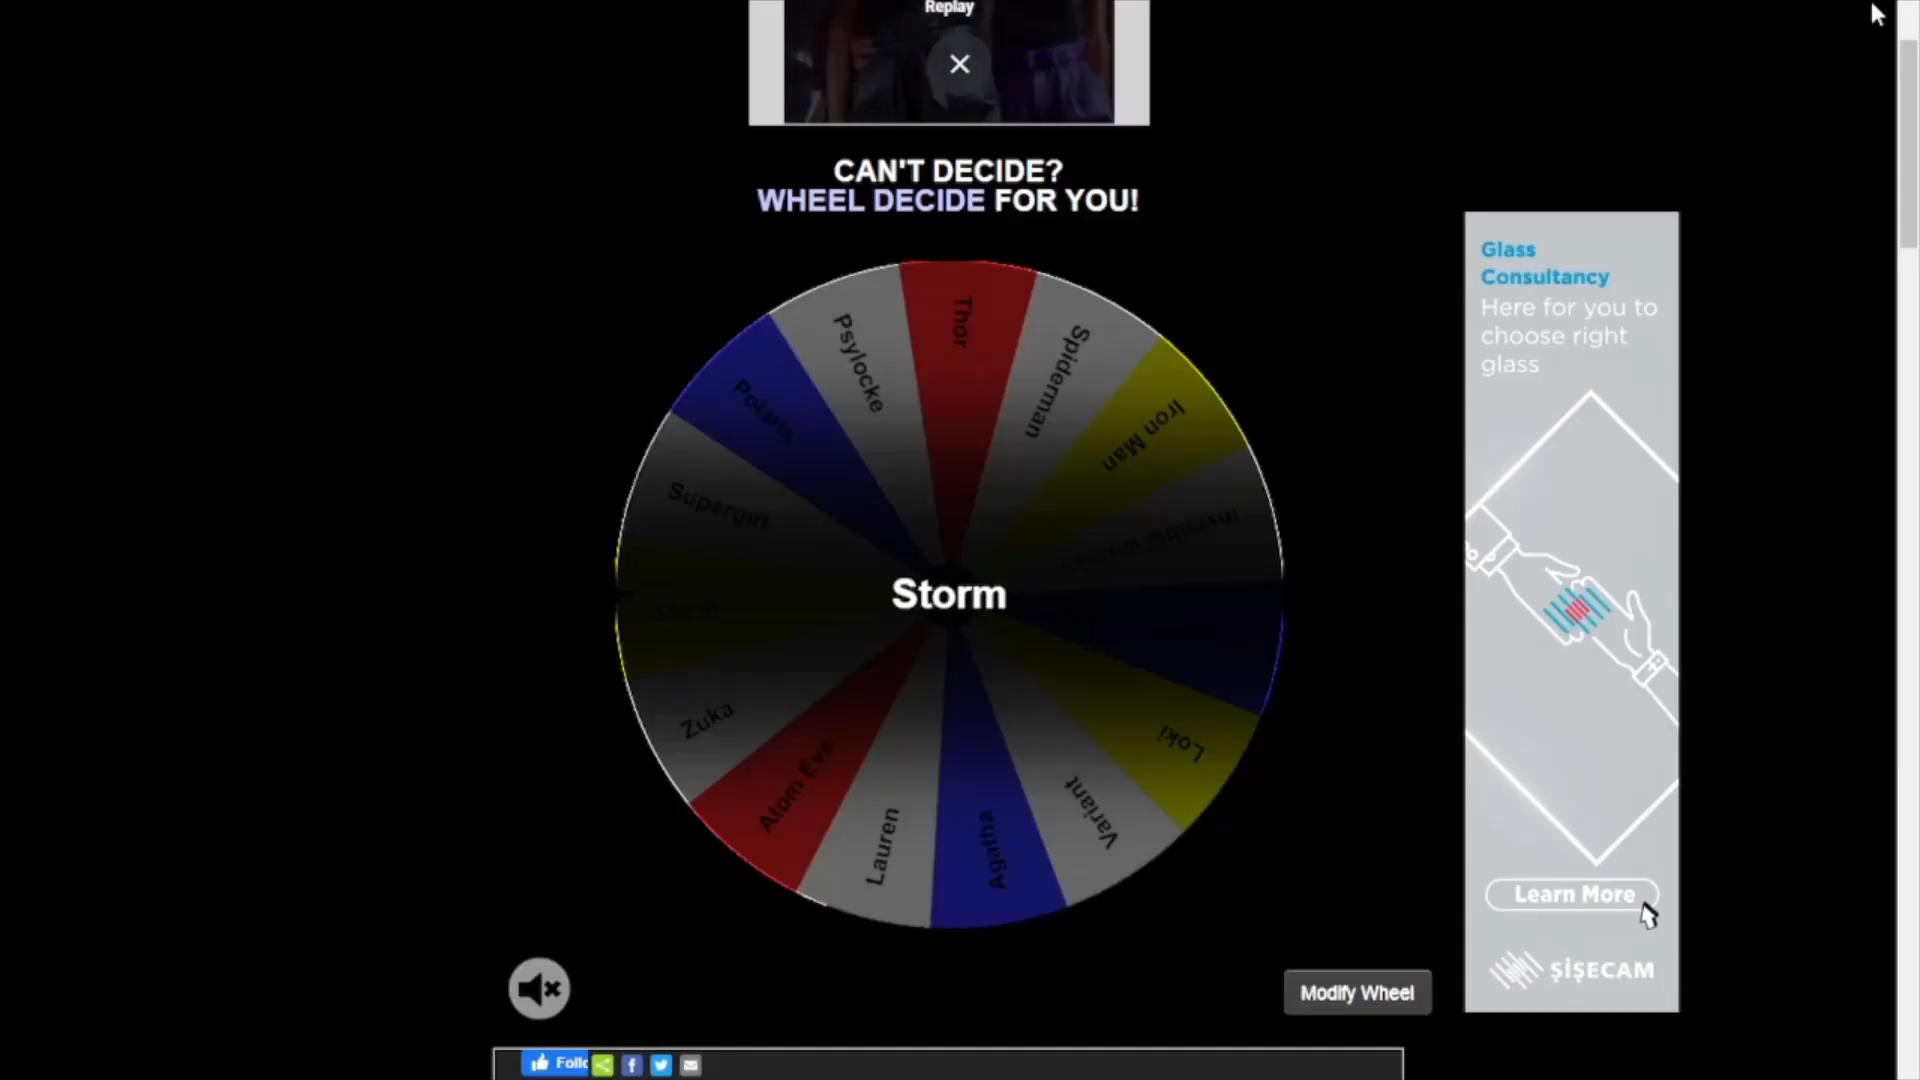 Replay
CAN'T DECIDE?
WHEEL DECIDE FOR YOU!
Thor
Spiderman
Psylocke
Iron Man
Polaris
Supergirl
Storm
Storm
Zuka
Loki
Atom Eve
Variant
Lauren
Agatha
Glass
Consultancy
Here for you to
choose right
glass
Learn More
ŞİŞECAM
Modify Wheel
Follo